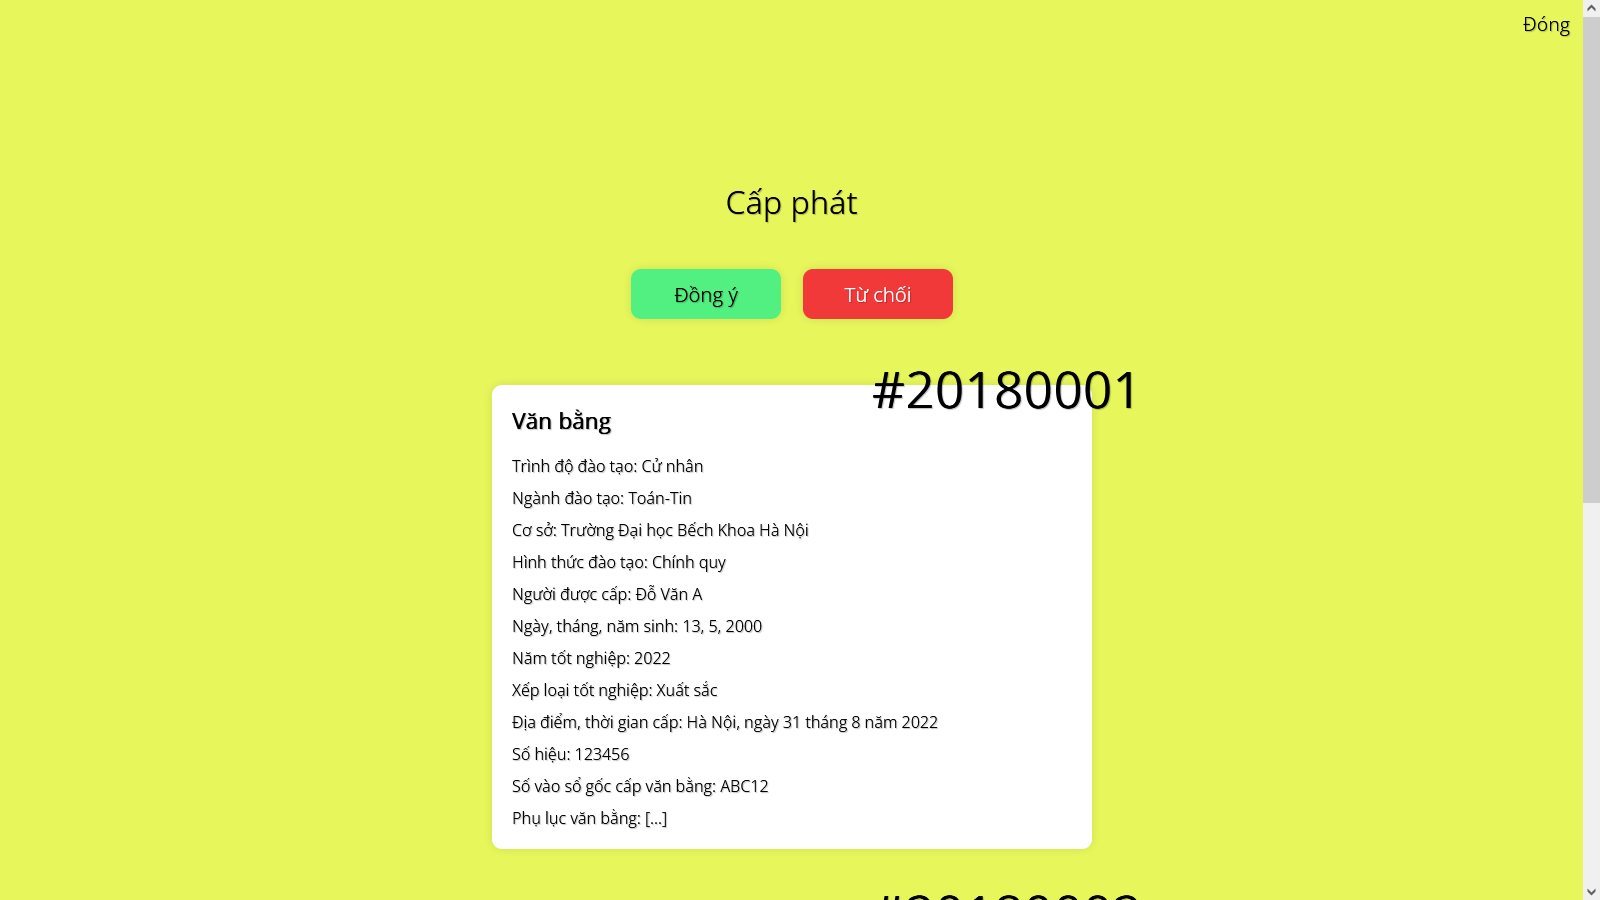 Đóng
Cấp phát
Đồng ý
Từ chối
#20180001
Văn bằng
Trình độ đào tạo: Cử nhân
Ngành đào tạo: Toán-Tin
Cơ sở: Trường Đại học Bếch Khoa Hà Nội
Hình thức đào tạo: Chính quy
Người được cấp: Đỗ Văn A
Ngày, tháng, năm sinh: 13, 5, 2000
Năm tốt nghiệp: 2022
Xếp loại tốt nghiệp: Xuất sắc
Địa điểm, thời gian cấp: Hà Nội, ngày 31 tháng 8 năm 2022
Số hiệu: 123456
Số vào sổ gốc cấp văn bằng: ABC12
Phụ lục văn bằng: [...]